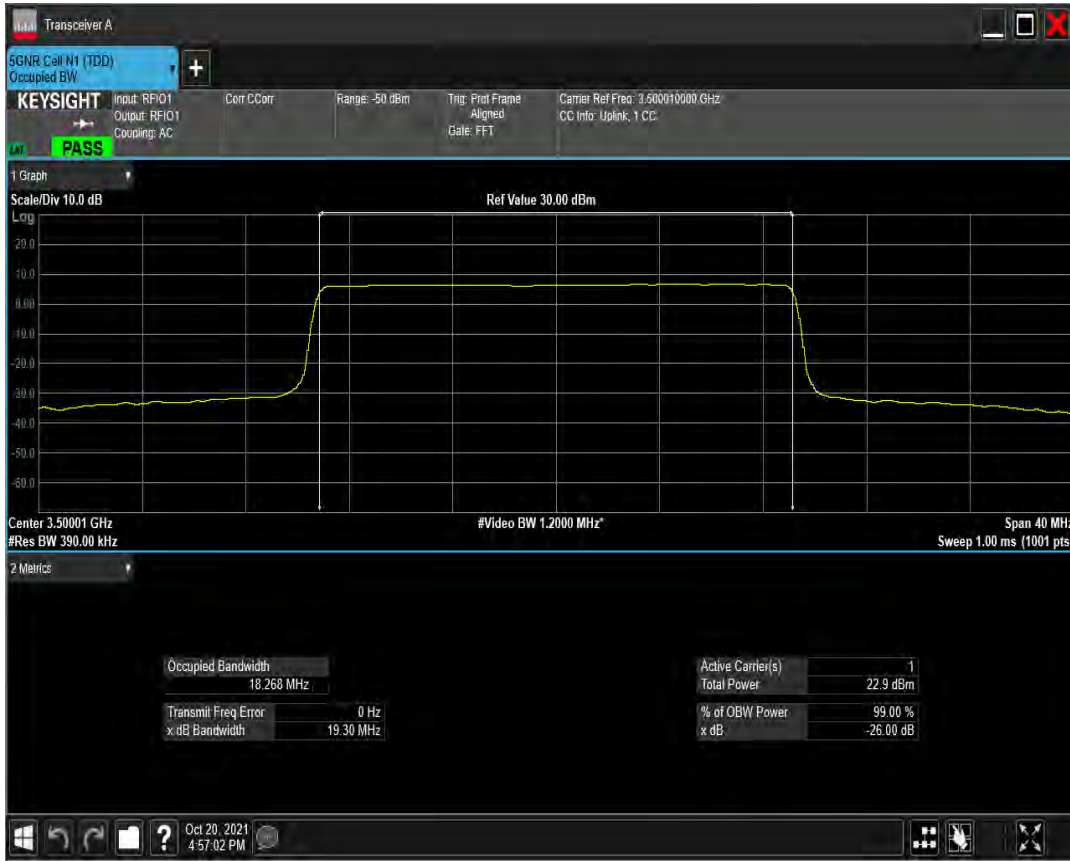 Transceiver A
5GNR Cell N1 (TDD)
Occupied BW
+
KEYSIGHT
Input: RFIO1
Output: RFIO1
Coupling: AC
Corr CCorr
Range: -50 dBm
Trig: Prot Frame
Aligned
Gate: FFT
Carrier Ref Freq: 3.500010000 GHz
CC Info: Uplink, 1 CC
PASS
1 Graph
Scale/Div 10.0 dB
Ref Value 30.00 dBm
Log
20.0
10.0
0.00
-10.0
-20.0
-30.0
-40.0
-50.0
-60.0
Center 3.50001 GHz
#Video BW 1.2000 MHz*
Span 40 MHz
#Res BW 390.00 kHz
Sweep 1.00 ms (1001 pts
2 Metrics
Occupied Bandwidth
18.268 MHz
Transmit Freq Error 0 Hz
x dB Bandwidth 19.30 MHz
Active Carrier(s) 1
Total Power 22.9 dBm
% of OBW Power 99.00 %
x dB -26.00 dB
?
Oct 20, 2021
4:57:02 PM